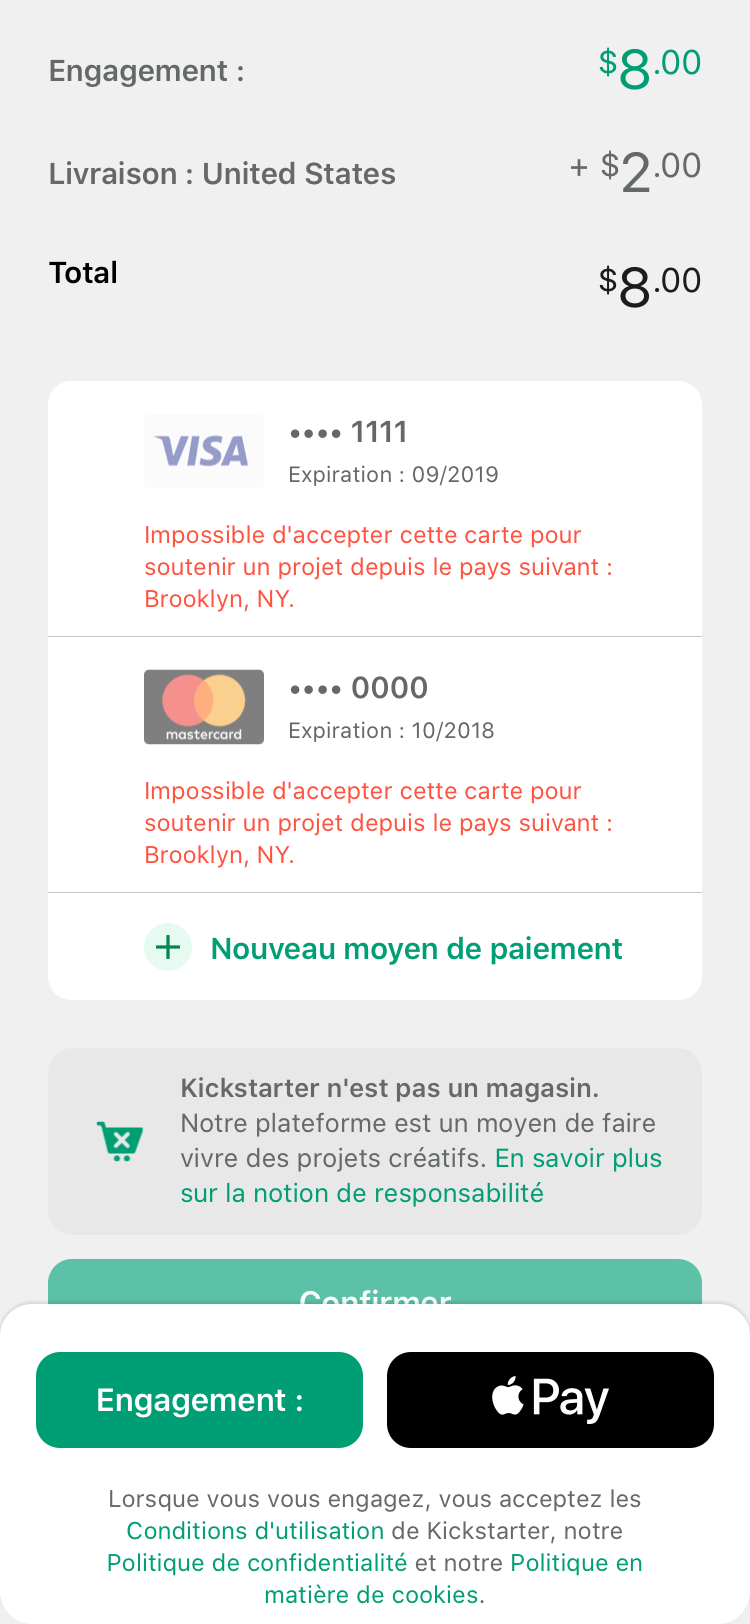 Engagement :
$8.00
Livraison : United States
+ $2.00
Total
$8.00
VISA
•••• 1111
Expiration : 09/2019
Impossible d'accepter cette carte pour
soutenir un projet depuis le pays suivant :
Brooklyn, NY.
mastercard
•••• 0000
Expiration : 10/2018
Impossible d'accepter cette carte pour
soutenir un projet depuis le pays suivant :
Brooklyn, NY.
+ Nouveau moyen de paiement
Kickstarter n'est pas un magasin.
Notre plateforme est un moyen de faire
vivre des projets créatifs. En savoir plus
sur la notion de responsabilité
Confirmer
Engagement :
Pay
Lorsque vous vous engagez, vous acceptez les
Conditions d'utilisation de Kickstarter, notre
Politique de confidentialité et notre Politique en
matière de cookies.